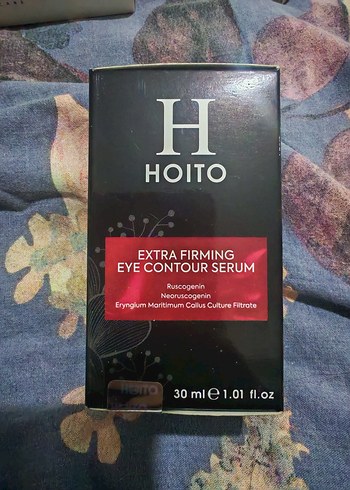 H
HOITO
EXTRA FIRMING
EYE CONTOUR SERUM
Ruscogenin
Neoruscogenin
Eryngium Maritimum Callus Culture Filtrate
HOITO
30 ml ℮ 1.01 fl.oz